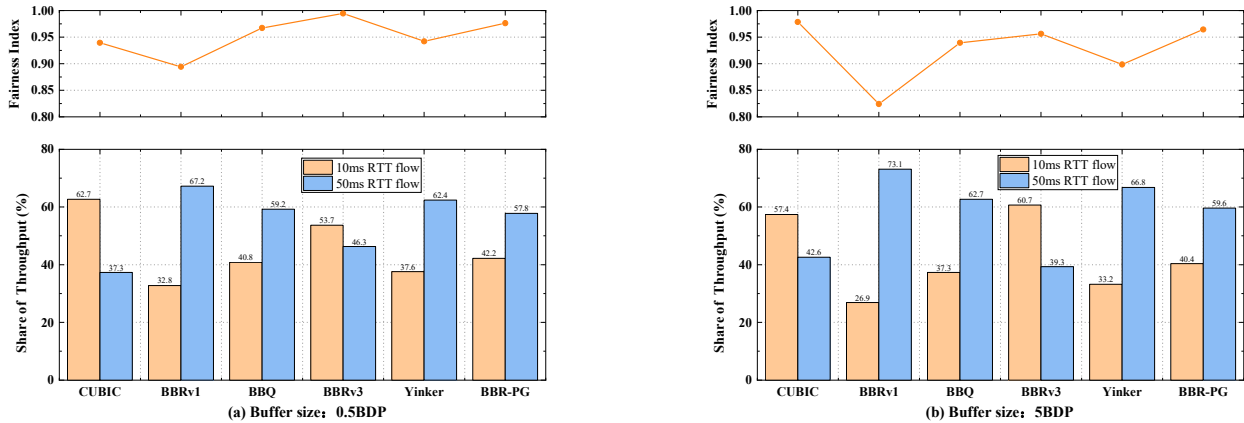 1.00
0.95
0.90
0.85
0.80
Fairness Index
80
60
40
20
0
Share of Throughput (%)
10ms RTT flow
50ms RTT flow
62.7
37.3
32.8
67.2
40.8
59.2
53.7
46.3
37.6
62.4
42.2
57.8
CUBIC
BBRv1
BBQ
BBRv3
Yinker
BBR-PG
(a) Buffer size：0.5BDP
1.00
0.95
0.90
0.85
0.80
Fairness Index
80
60
40
20
0
Share of Throughput (%)
10ms RTT flow
50ms RTT flow
57.4
42.6
26.9
73.1
37.3
62.7
60.7
39.3
33.2
66.8
40.4
59.6
CUBIC
BBRv1
BBQ
BBRv3
Yinker
BBR-PG
(b) Buffer size：5BDP